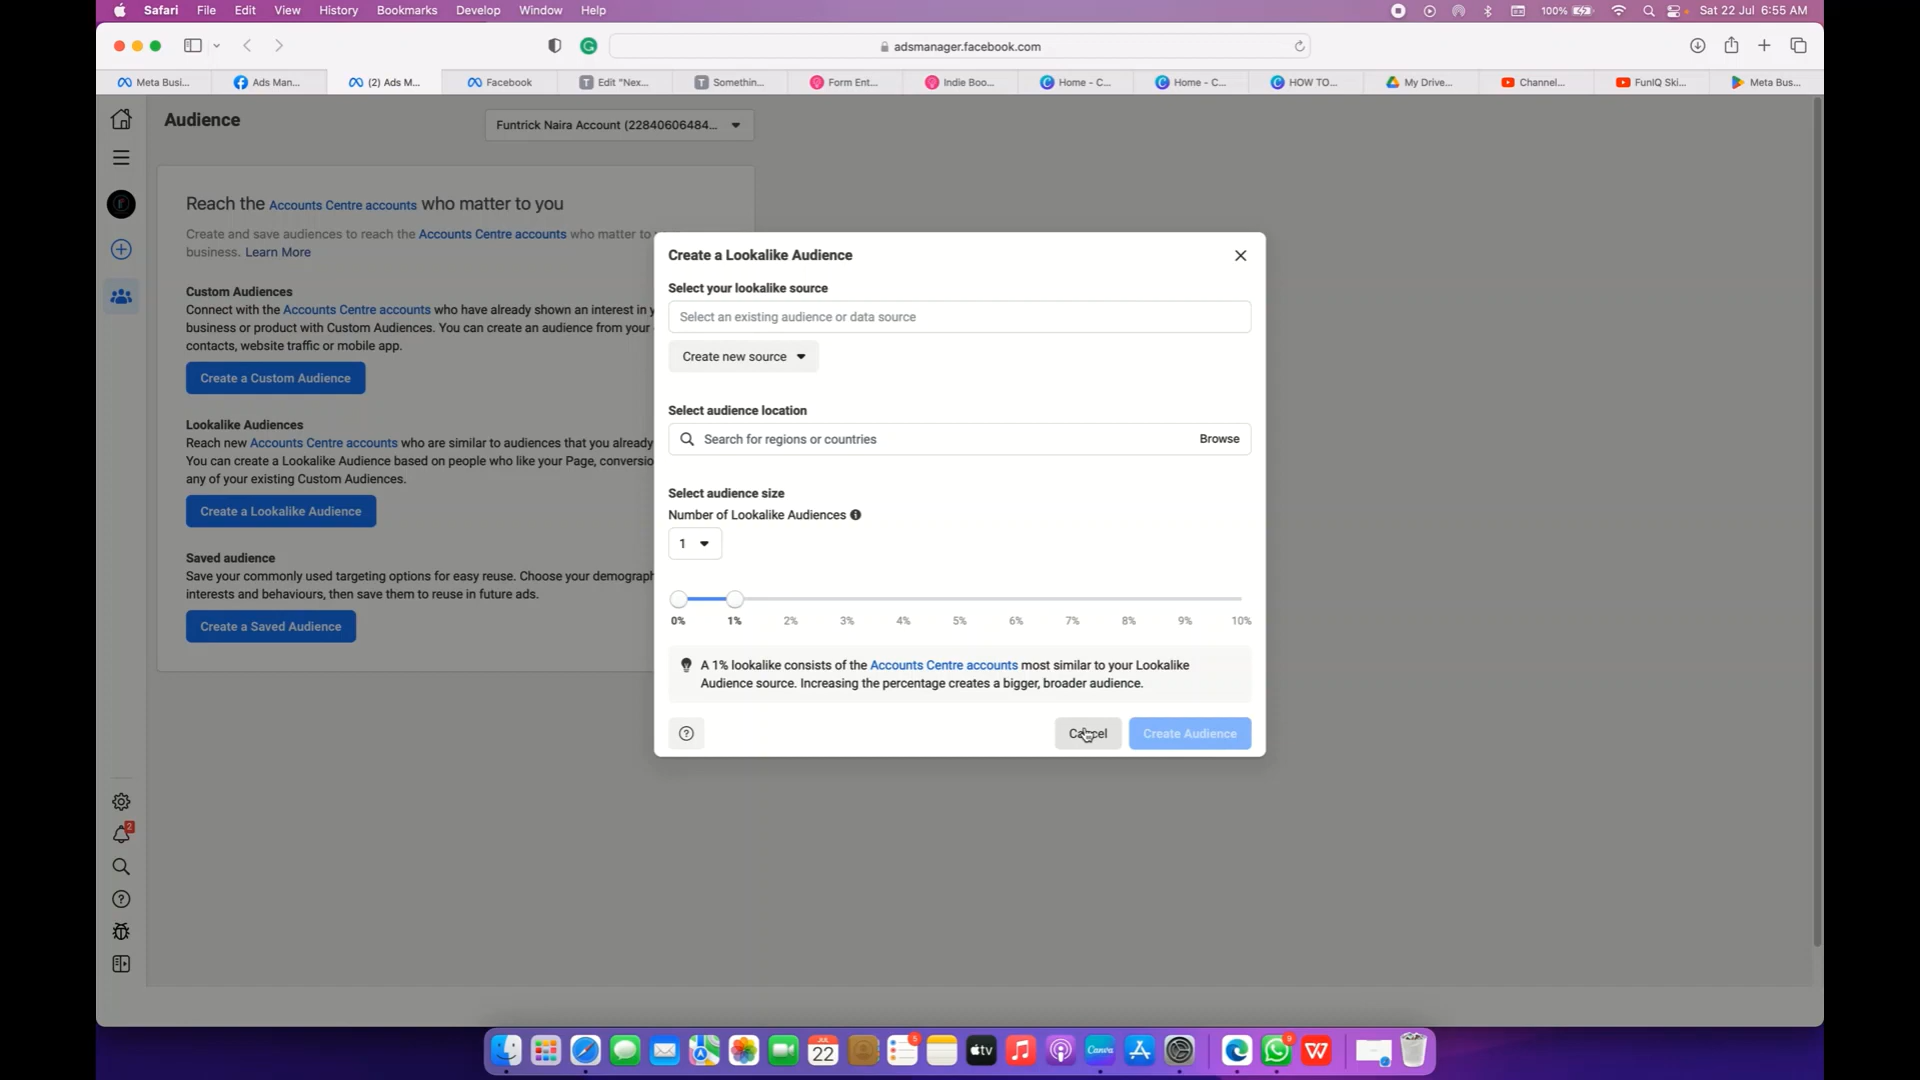 Safari File Edit View History Bookmarks Develop Window Help 100% Sat 22 Jul 6:55 AM
adsmanager.facebook.com
Meta Busi... Ads Man... (2) Ads M... Facebook Edit "Nex... Somethin... Form Ent... Indie Boo... Home - C... Home - C... HOW TO... My Drive... Channel... FunIQ Ski... Meta Bus...
Audience
Funtrick Naira Account (22840606484...
Reach the Accounts Centre accounts who matter to you
Create and save audiences to reach the Accounts Centre accounts who matter to
business. Learn More
Custom Audiences
Connect with the Accounts Centre accounts who have already shown an interest in
business or product with Custom Audiences. You can create an audience from your
contacts, website traffic or mobile app.
Create a Custom Audience
Lookalike Audiences
Reach new Accounts Centre accounts who are similar to audiences that you already
You can create a Lookalike Audience based on people who like your Page, conversio
any of your existing Custom Audiences.
Create a Lookalike Audience
Saved audience
Save your commonly used targeting options for easy reuse. Choose your demograph
interests and behaviours, then save them to reuse in future ads.
Create a Saved Audience
2
Create a Lookalike Audience
Select your lookalike source
Select an existing audience or data source
Create new source
Select audience location
Search for regions or countries Browse
Select audience size
Number of Lookalike Audiences
1
0% 1% 2% 3% 4% 5% 6% 7% 8% 9% 10%
A 1% lookalike consists of the Accounts Centre accounts most similar to your Lookalike
Audience source. Increasing the percentage creates a bigger, broader audience.
Cancel Create Audience
JUL
22
5
tv
Canva
9
W